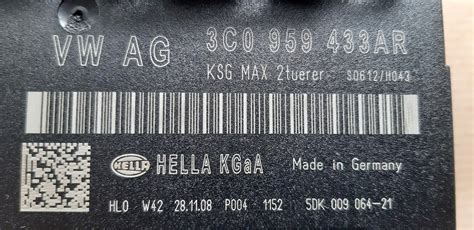 VW AG 3C0 959 433AR
KSG MAX 2tuerer S0612/H043
HELLA HELLA KGaA Made in Germany
HLO W42 28.11.08 P004 1152 5DK 009 064-21